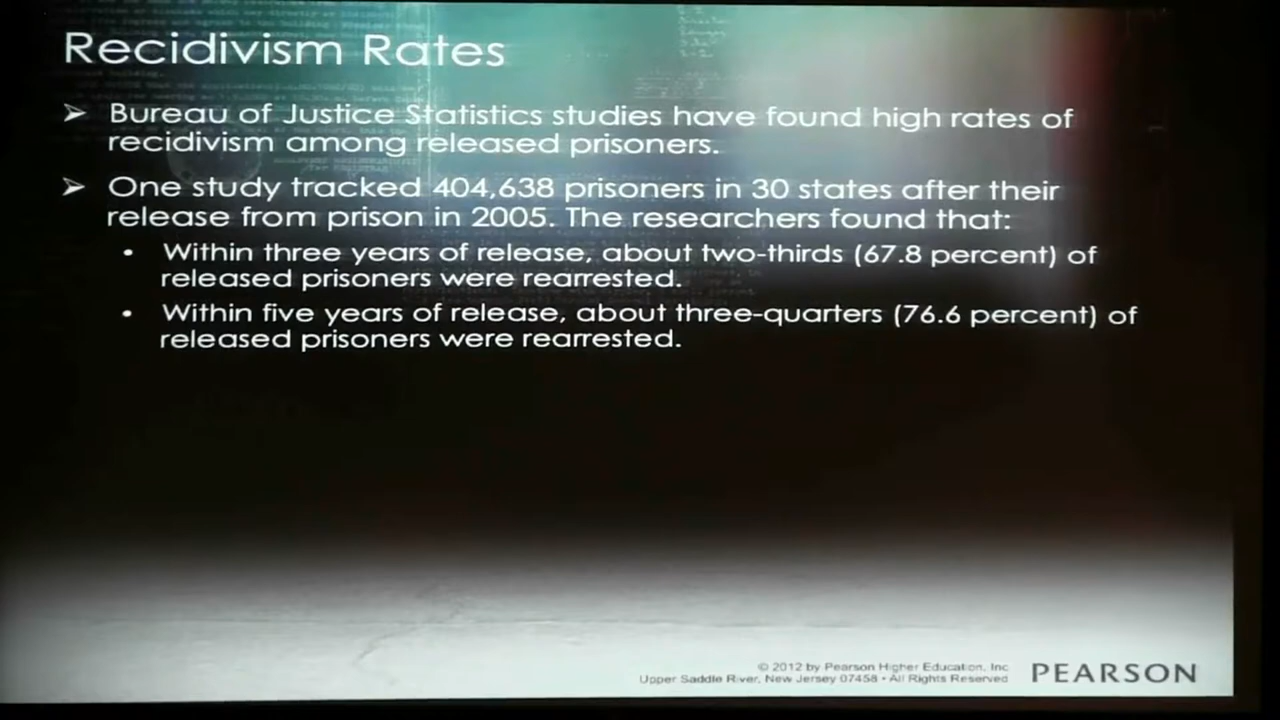 Recidivism Rates
➢ Bureau of Justice Statistics studies have found high rates of
recidivism among released prisoners.
➢ One study tracked 404,638 prisoners in 30 states after their
release from prison in 2005. The researchers found that:
• Within three years of release, about two-thirds (67.8 percent) of
released prisoners were rearrested.
• Within five years of release, about three-quarters (76.6 percent) of
released prisoners were rearrested.
© 2012 by Pearson Higher Education, Inc
Upper Saddle River, New Jersey 07458 • All Rights Reserved
PEARSON